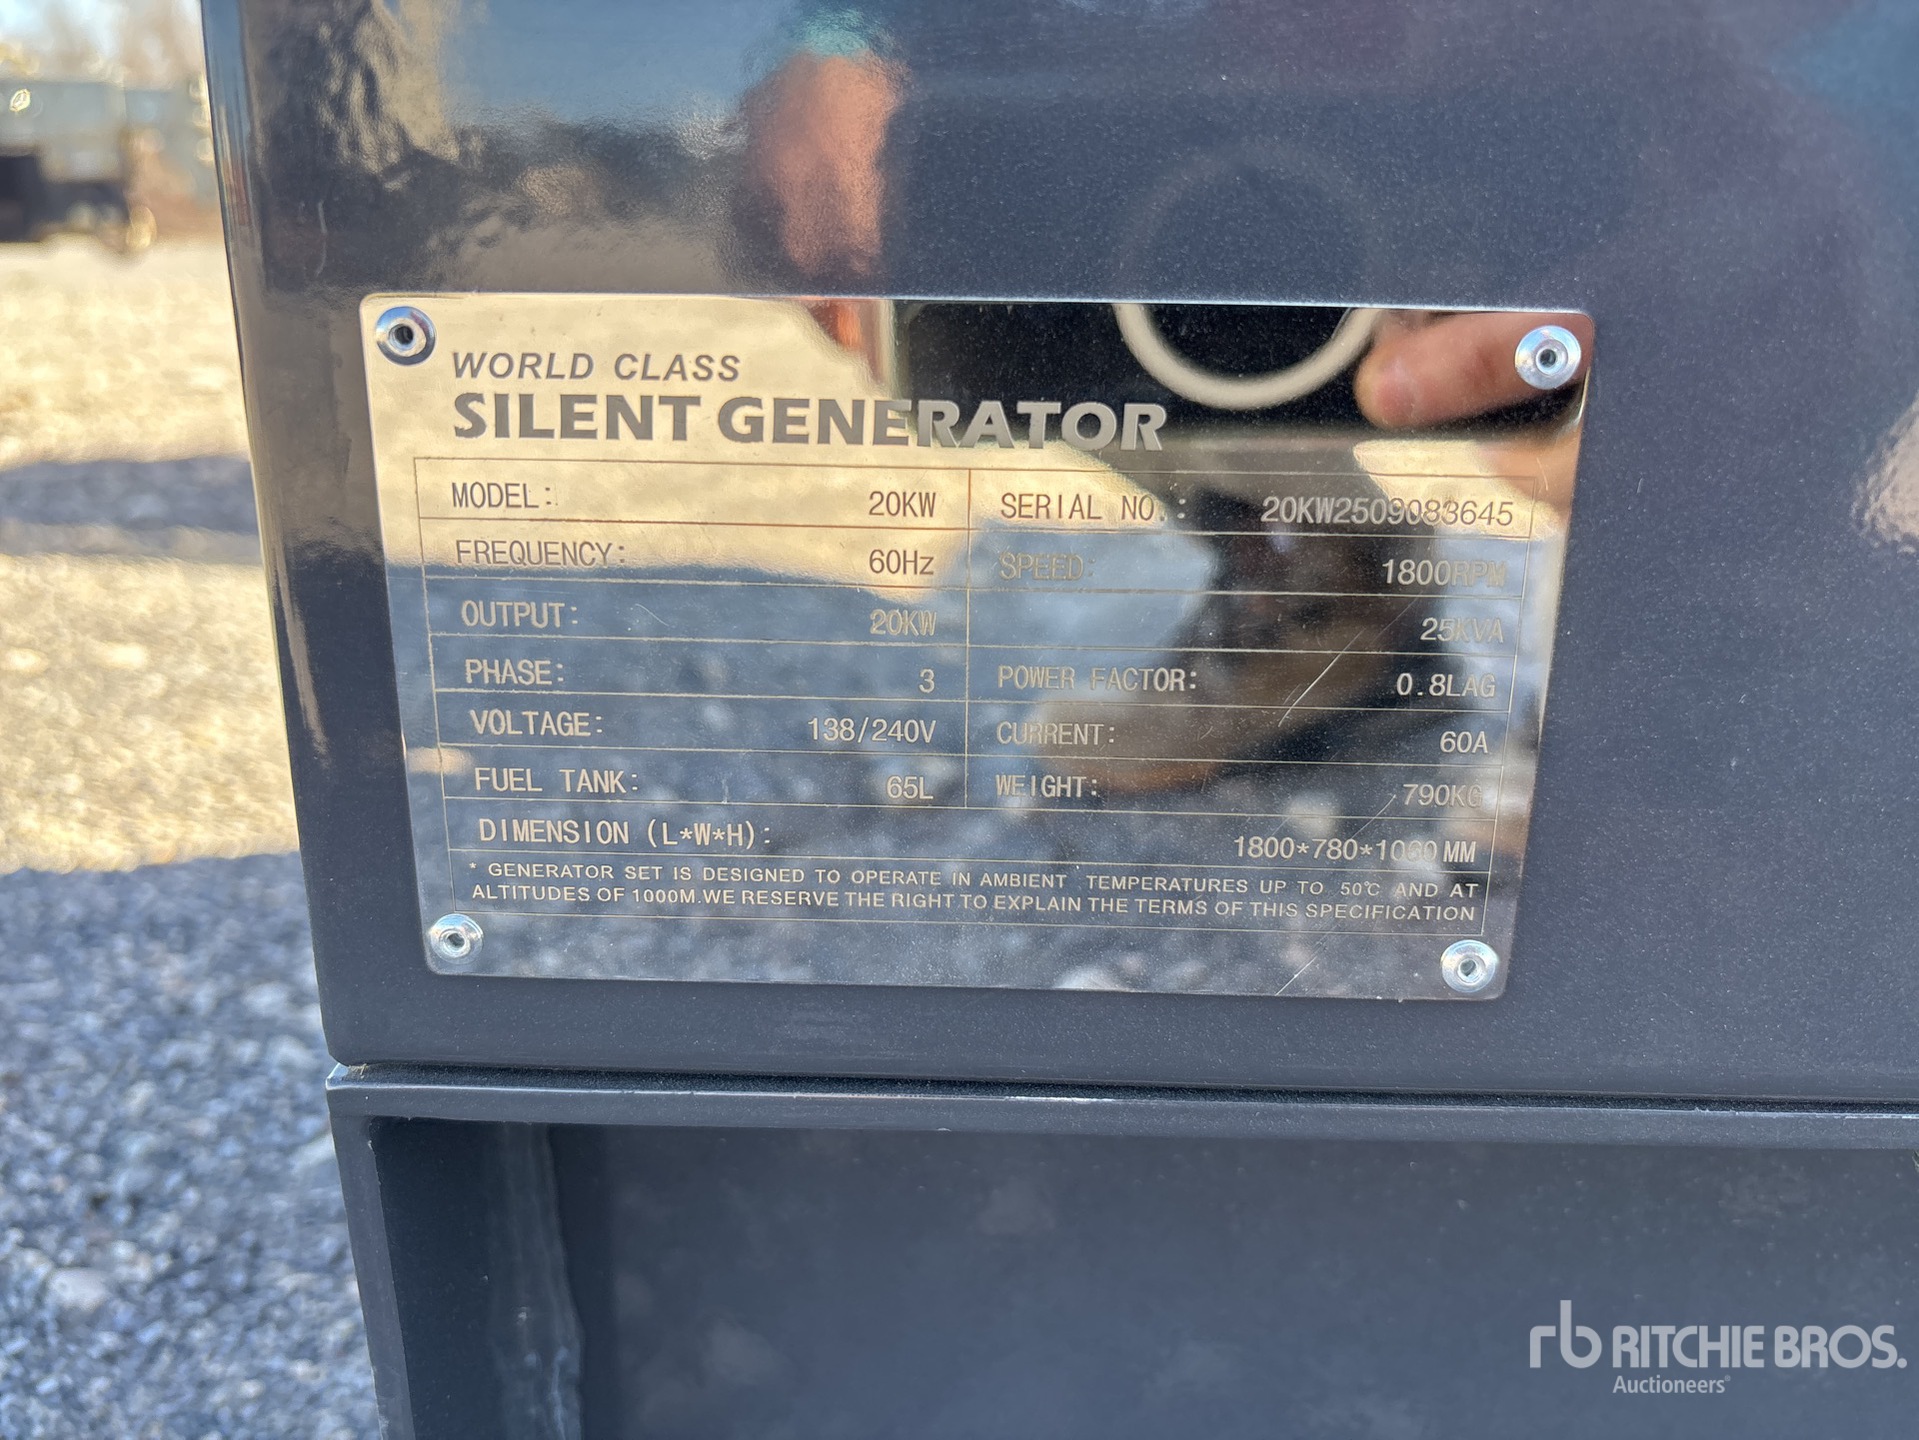 WORLD CLASS
SILENT GENERATOR
MODEL: 20KW SERIAL NO.: 20KW2509083645
FREQUENCY: 60Hz SPEED: 1800RPM
OUTPUT: 20KW 25KVA
PHASE: 3 POWER FACTOR: 0.8LAG
VOLTAGE: 138/240V CURRENT: 60A
FUEL TANK: 65L WEIGHT: 790KG
DIMENSION (L*W*H): 1800*780*1060 MM
* GENERATOR SET IS DESIGNED TO OPERATE IN AMBIENT TEMPERATURES UP TO 50℃ AND AT
ALTITUDES OF 1000M.WE RESERVE THE RIGHT TO EXPLAIN THE TERMS OF THIS SPECIFICATION
rb RITCHIE BROS.
Auctioneers®